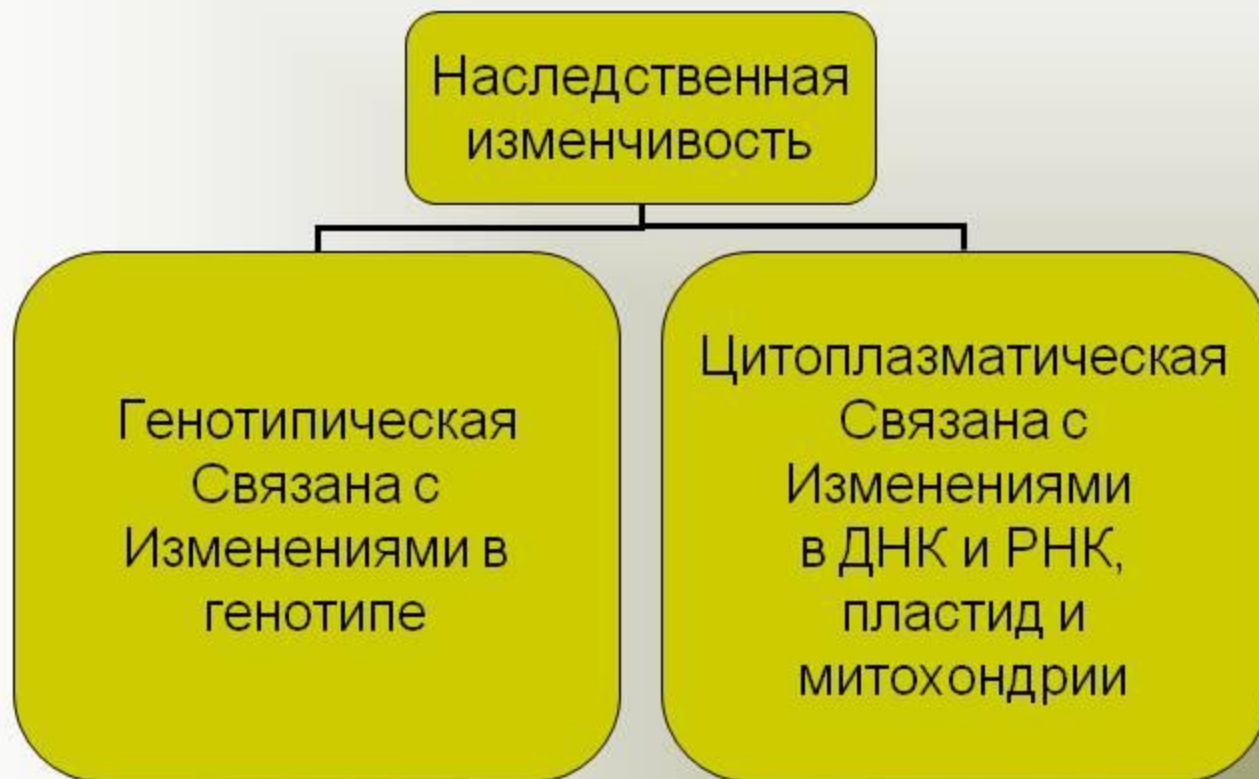 Наследственная
изменчивость
Генотипическая
Связана с
Изменениями в
генотипе
Цитоплазматическая
Связана с
Изменениями
в ДНК и РНК,
пластид и
митохондрии